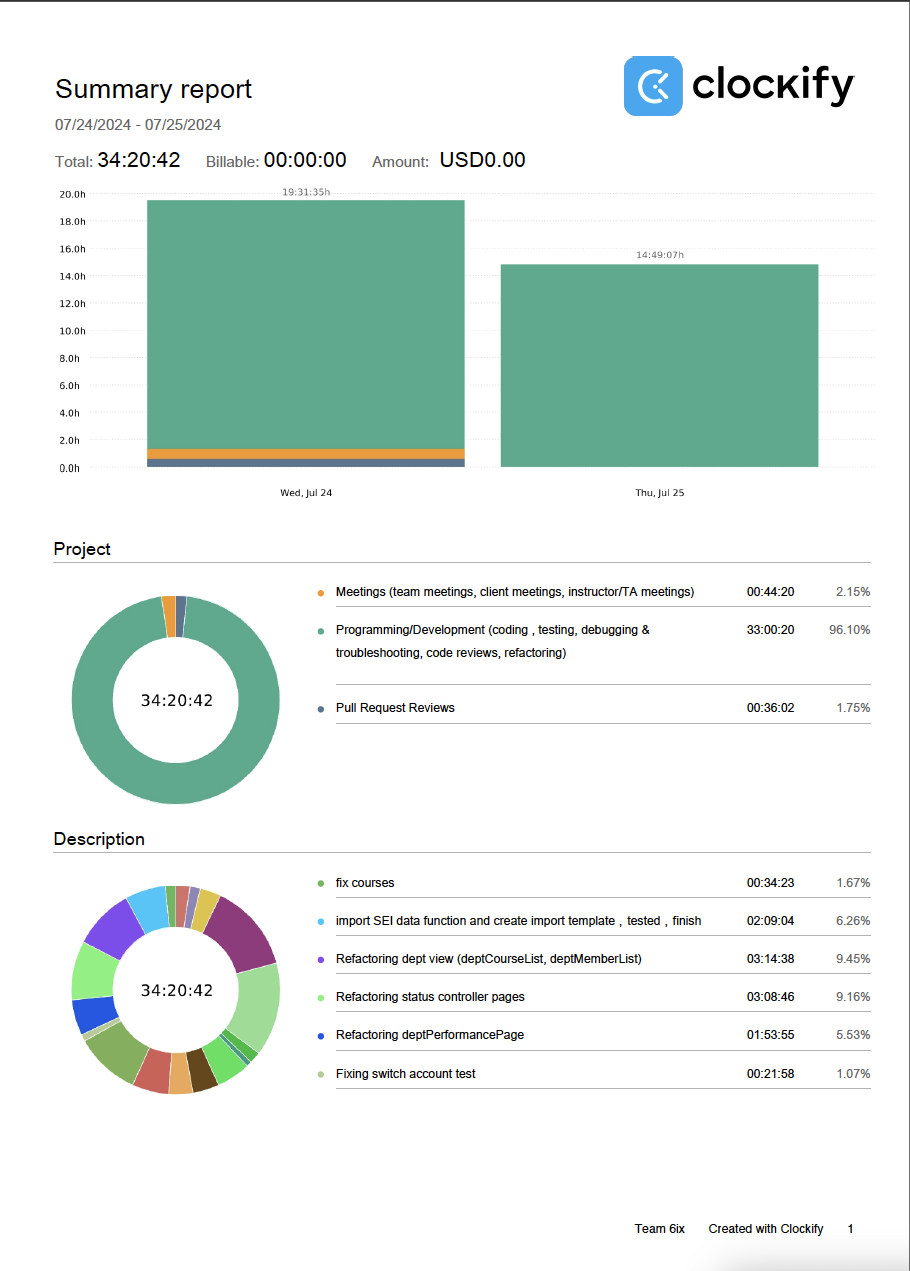 Summary report
clockify
07/24/2024 - 07/25/2024
Total: 34:20:42 Billable: 00:00:00 Amount: USD0.00
20.0h
18.0h
16.0h
14.0h
12.0h
10.0h
8.0h
6.0h
4.0h
2.0h
0.0h
19:31:35h
14:49:07h
Wed, Jul 24
Thu, Jul 25
Project
34:20:42
Meetings (team meetings, client meetings, instructor/TA meetings) 00:44:20 2.15%
Programming/Development (coding , testing, debugging & 33:00:20 96.10%
troubleshooting, code reviews, refactoring)
Pull Request Reviews 00:36:02 1.75%
Description
34:20:42
fix courses 00:34:23 1.67%
import SEI data function and create import template , tested , finish 02:09:04 6.26%
Refactoring dept view (deptCourseList, deptMemberList) 03:14:38 9.45%
Refactoring status controller pages 03:08:46 9.16%
Refactoring deptPerformancePage 01:53:55 5.53%
Fixing switch account test 00:21:58 1.07%
Team 6ix Created with Clockify 1